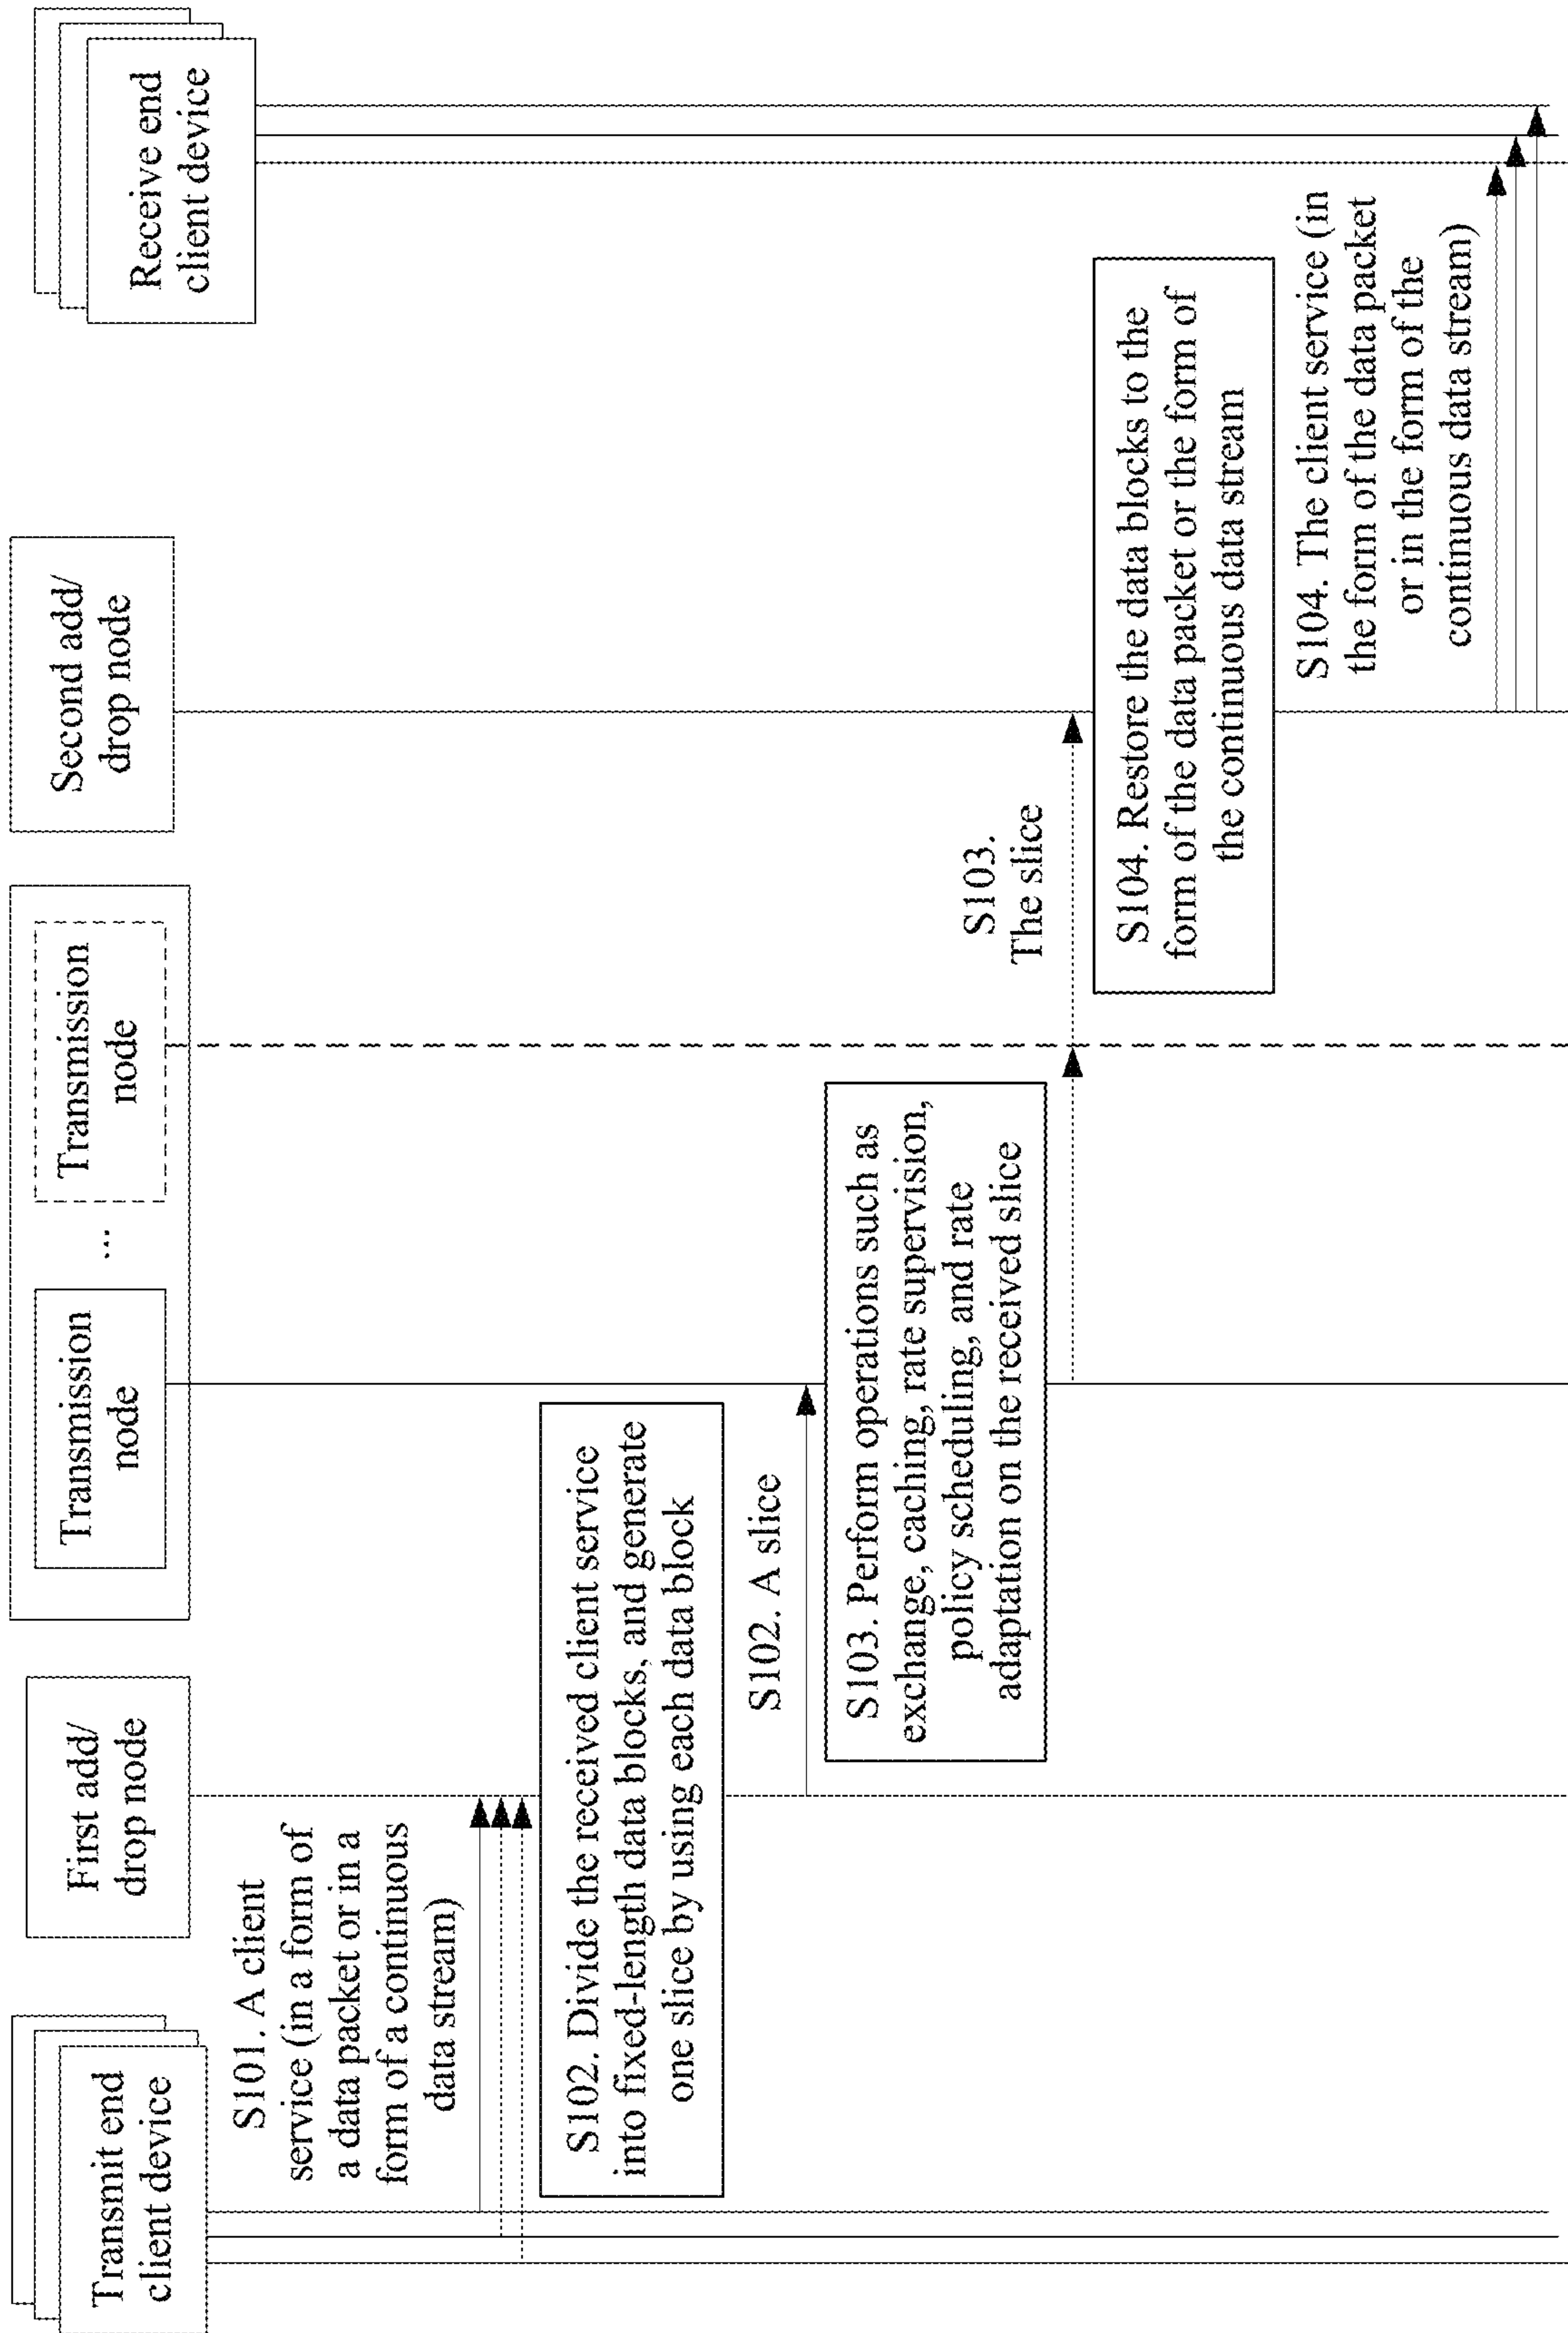 Transmit end
client device
First add/
drop node
Transmission
node
...
Transmission
node
Second add/
drop node
Receive end
client device
S101. A client
service (in a form of
a data packet or in a
form of a continuous
data stream)
S102. Divide the received client service
into fixed-length data blocks, and generate
one slice by using each data block
S102. A slice
S103. Perform operations such as
exchange, caching, rate supervision,
policy scheduling, and rate
adaptation on the received slice
S103.
The slice
S104. Restore the data blocks to the
form of the data packet or the form of
the continuous data stream
S104. The client service (in
the form of the data packet
or in the form of the
continuous data stream)